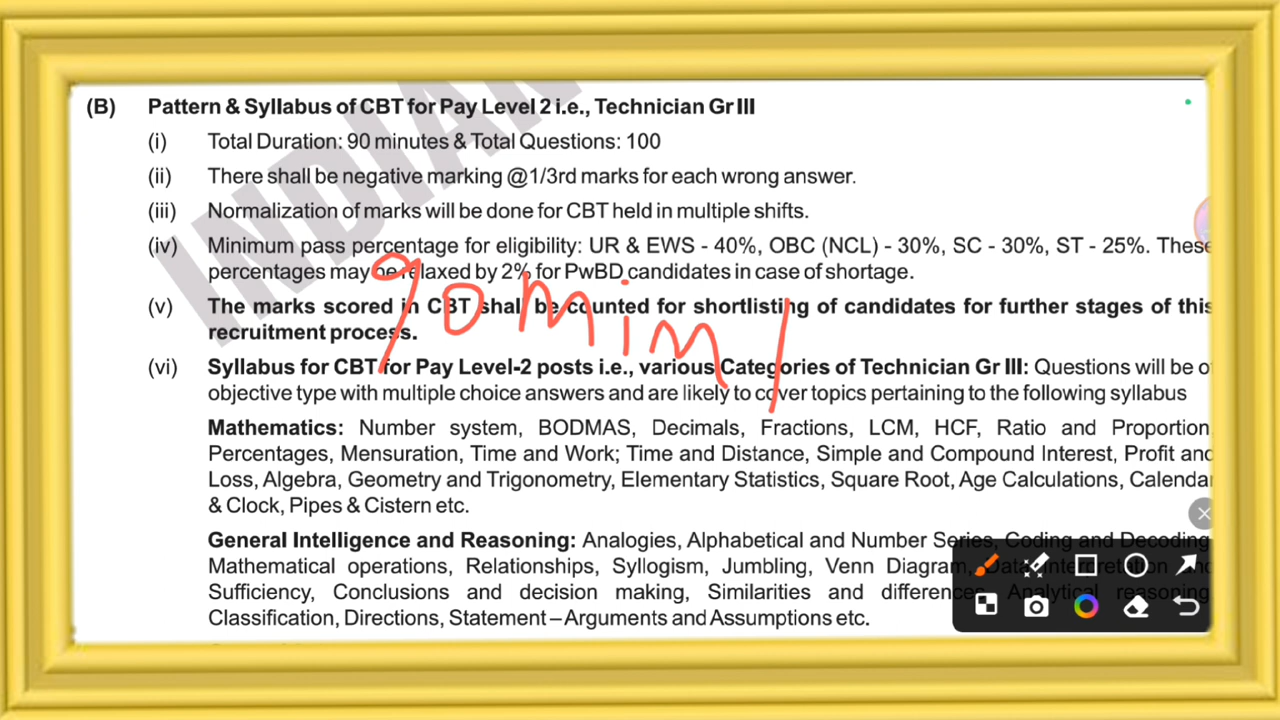 INDIAN
(B) Pattern & Syllabus of CBT for Pay Level 2 i.e., Technician Gr III
(i) Total Duration: 90 minutes & Total Questions: 100
(ii) There shall be negative marking @1/3rd marks for each wrong answer.
(iii) Normalization of marks will be done for CBT held in multiple shifts.
(iv) Minimum pass percentage for eligibility: UR & EWS - 40%, OBC (NCL) - 30%, SC - 30%, ST - 25%. These
percentages may be relaxed by 2% for PwBD candidates in case of shortage.
90 min /
(v) The marks scored in CBT shall be counted for shortlisting of candidates for further stages of this
recruitment process.
(vi) Syllabus for CBT for Pay Level-2 posts i.e., various Categories of Technician Gr III: Questions will be of
objective type with multiple choice answers and are likely to cover topics pertaining to the following syllabus
Mathematics: Number system, BODMAS, Decimals, Fractions, LCM, HCF, Ratio and Proportion
Percentages, Mensuration, Time and Work; Time and Distance, Simple and Compound Interest, Profit and
Loss, Algebra, Geometry and Trigonometry, Elementary Statistics, Square Root, Age Calculations, Calendar
& Clock, Pipes & Cistern etc.
General Intelligence and Reasoning: Analogies, Alphabetical and Number Series, Coding and Decoding,
Mathematical operations, Relationships, Syllogism, Jumbling, Venn Diagram, Data Interpretation and
Sufficiency, Conclusions and decision making, Similarities and differences, Analytical reasoning,
Classification, Directions, Statement – Arguments and Assumptions etc.